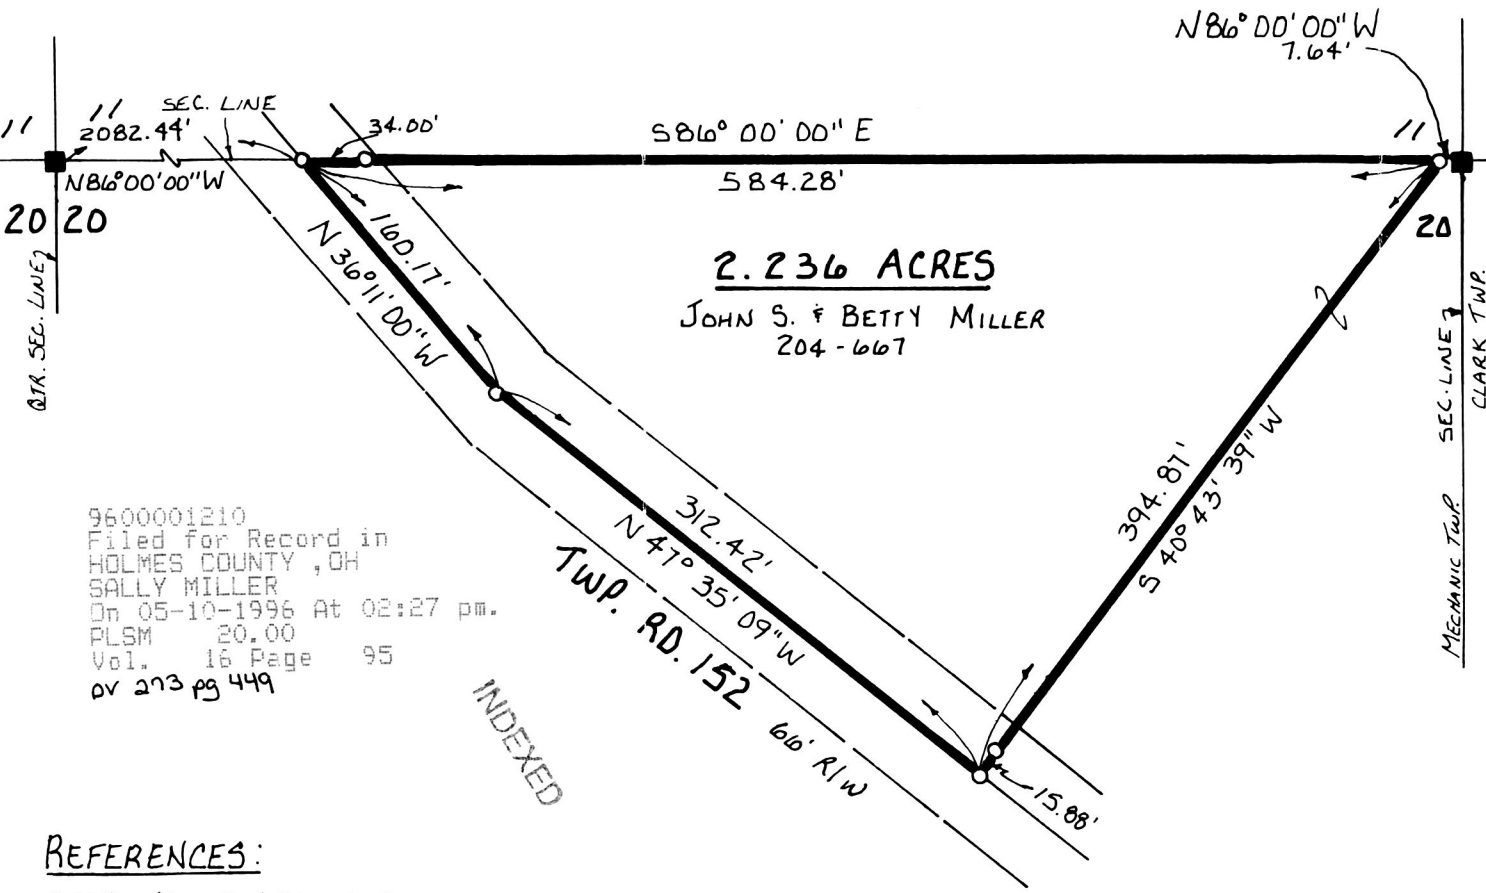 N86°00'00"W
7.64'
11
11
SEC. LINE
2082.44'
34.00'
S86°00'00"E
11
N86°00'00"W
584.28'
20
20
20
QTR. SEC. LINE
160.17'
N36°11'00"W
2.236 ACRES
JOHN S. & BETTY MILLER
204-667
SEC. LINE
CLARK TWP.
MECHANIC TWP.
394.87'
S 40° 43' 39" W
312.42'
N 47° 35' 09" W
TWP. RD. 152
66' R/W
15.88'
9600001210
Filed for Record in
HOLMES COUNTY ,OH
SALLY MILLER
On 05-10-1996 At 02:27 pm.
PLSM 20.00
Vol. 16 Page 95
DV 273 pg 449
INDEXED
REFERENCES: